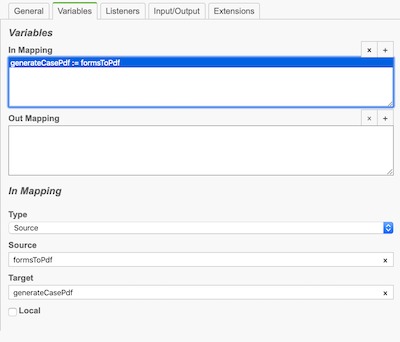 General Variables Listeners Input/Output Extensions
Variables
In Mapping x +
generateCasePdf := formsToPdf
Out Mapping x +
In Mapping
Type
Source
Source
formsToPdf x
Target
generateCasePdf x
Local